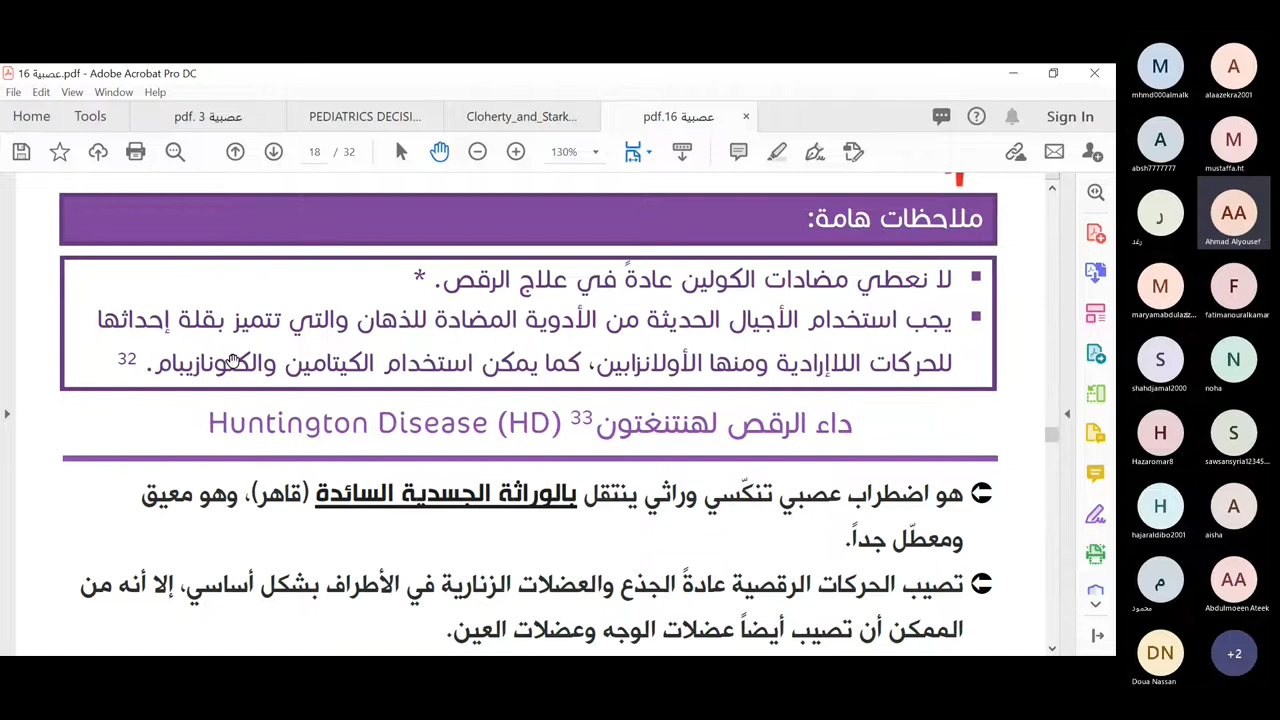 عصبية 16.pdf - Adobe Acrobat Pro DC
File Edit View Window Help
Home Tools عصبية 3 .pdf PEDIATRICS DECISI... Cloherty_and_Stark... عصبية 16.pdf × Sign In
18 / 32 130%
ملاحظات هامة:
لا نعطي مضادات الكولين عادةً في علاج الرقص. *
يجب استخدام الأجيال الحديثة من الأدوية المضادة للذهان والتي تتميز بقلة إحداثها
للحركات اللاإرادية ومنها الأولانزابين، كما يمكن استخدام الكيتامين والكلونازيبام. 32
داء الرقص لهنتنغتون 33 Huntington Disease (HD)
هو اضطراب عصبي تنكّسي وراثي ينتقل بالوراثة الجسدية السائدة (قاهر)، وهو معيق
ومعطّل جداً.
تصيب الحركات الرقصية عادةً الجذع والعضلات الزنارية في الأطراف بشكل أساسي، إلا أنه من
الممكن أن تصيب أيضاً عضلات الوجه وعضلات العين.
M A
mhmd000almalk alaazekra2001
A M
absh7777777 mustaffa.ht
ر AA
رغد Ahmad Alyousef
M F
maryamabdulaziz... fatimanouralkamar
S N
shahdjamal2000 noha
H S
Hazaromar8 sawsansyria12345...
H A
hajaraldibo2001 aisha
م AA
محمود Abdulmoeen Ateek
DN +2
Doua Nassan